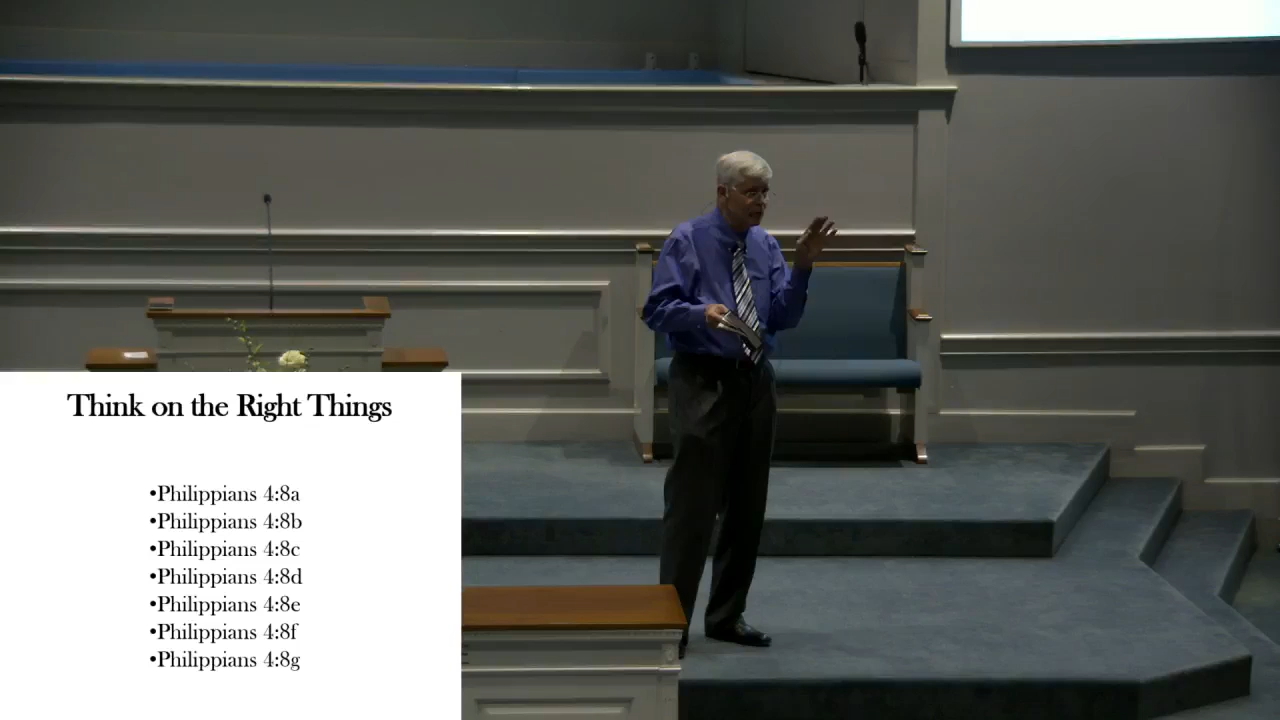 Think on the Right Things
•Philippians 4:8a
•Philippians 4:8b
•Philippians 4:8c
•Philippians 4:8d
•Philippians 4:8e
•Philippians 4:8f
•Philippians 4:8g